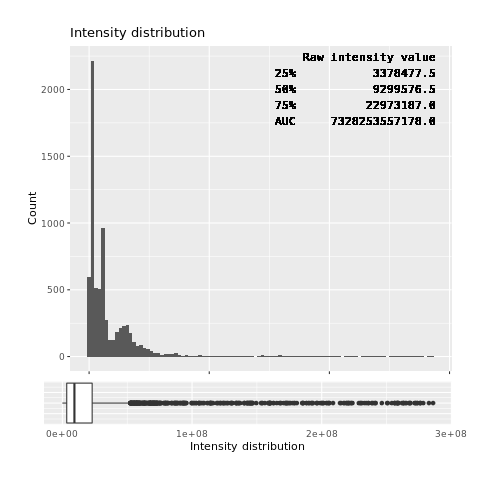 Intensity distribution
Raw intensity value
25% 3378477.5
50% 9299576.5
75% 22973187.0
AUC 7328253557178.0
2000
1500
1000
500
0
Count
0e+00 1e+08 2e+08 3e+08
Intensity distribution